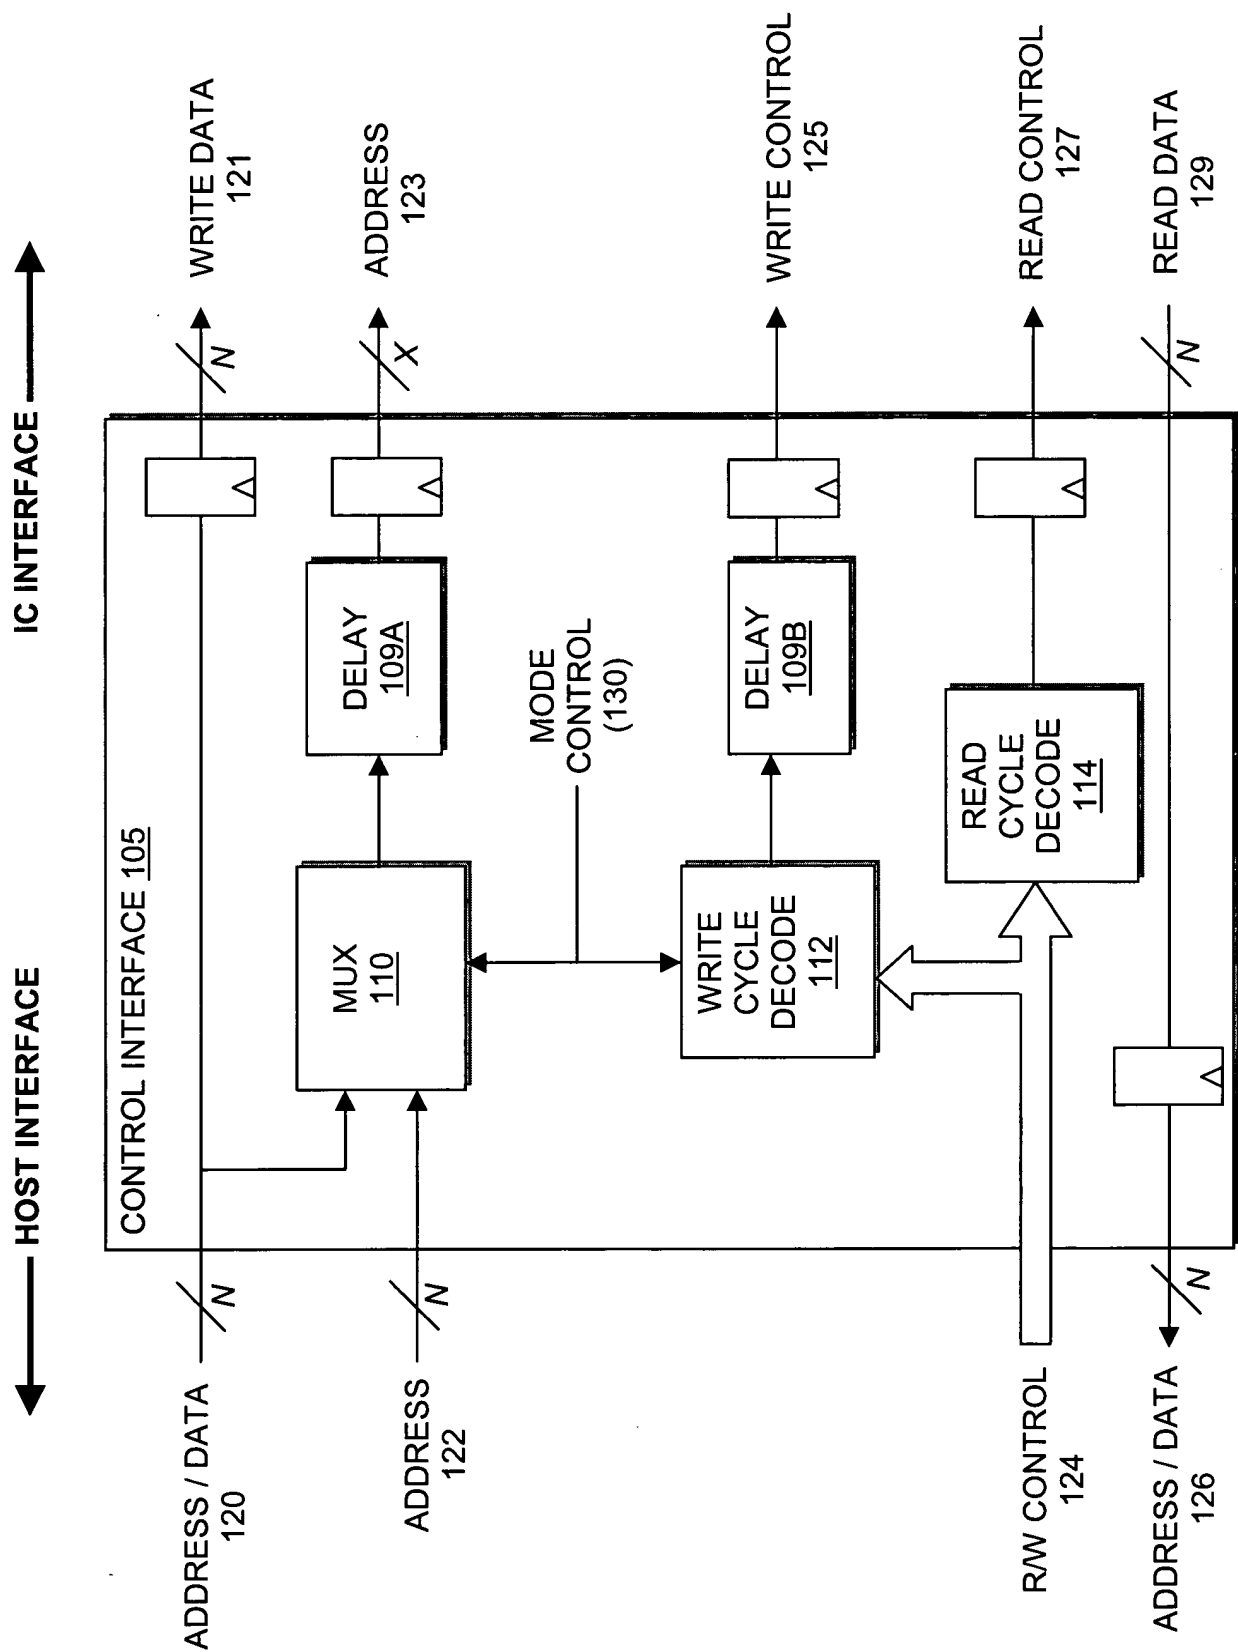 HOST INTERFACE
IC INTERFACE
CONTROL INTERFACE 105
ADDRESS / DATA
120
N
N
WRITE DATA
121
ADDRESS
122
N
MUX
110
DELAY
109A
X
ADDRESS
123
MODE
CONTROL
(130)
WRITE
CYCLE
DECODE
112
DELAY
109B
WRITE CONTROL
125
R/W CONTROL
124
READ
CYCLE
DECODE
114
READ CONTROL
127
ADDRESS / DATA
126
N
N
READ DATA
129